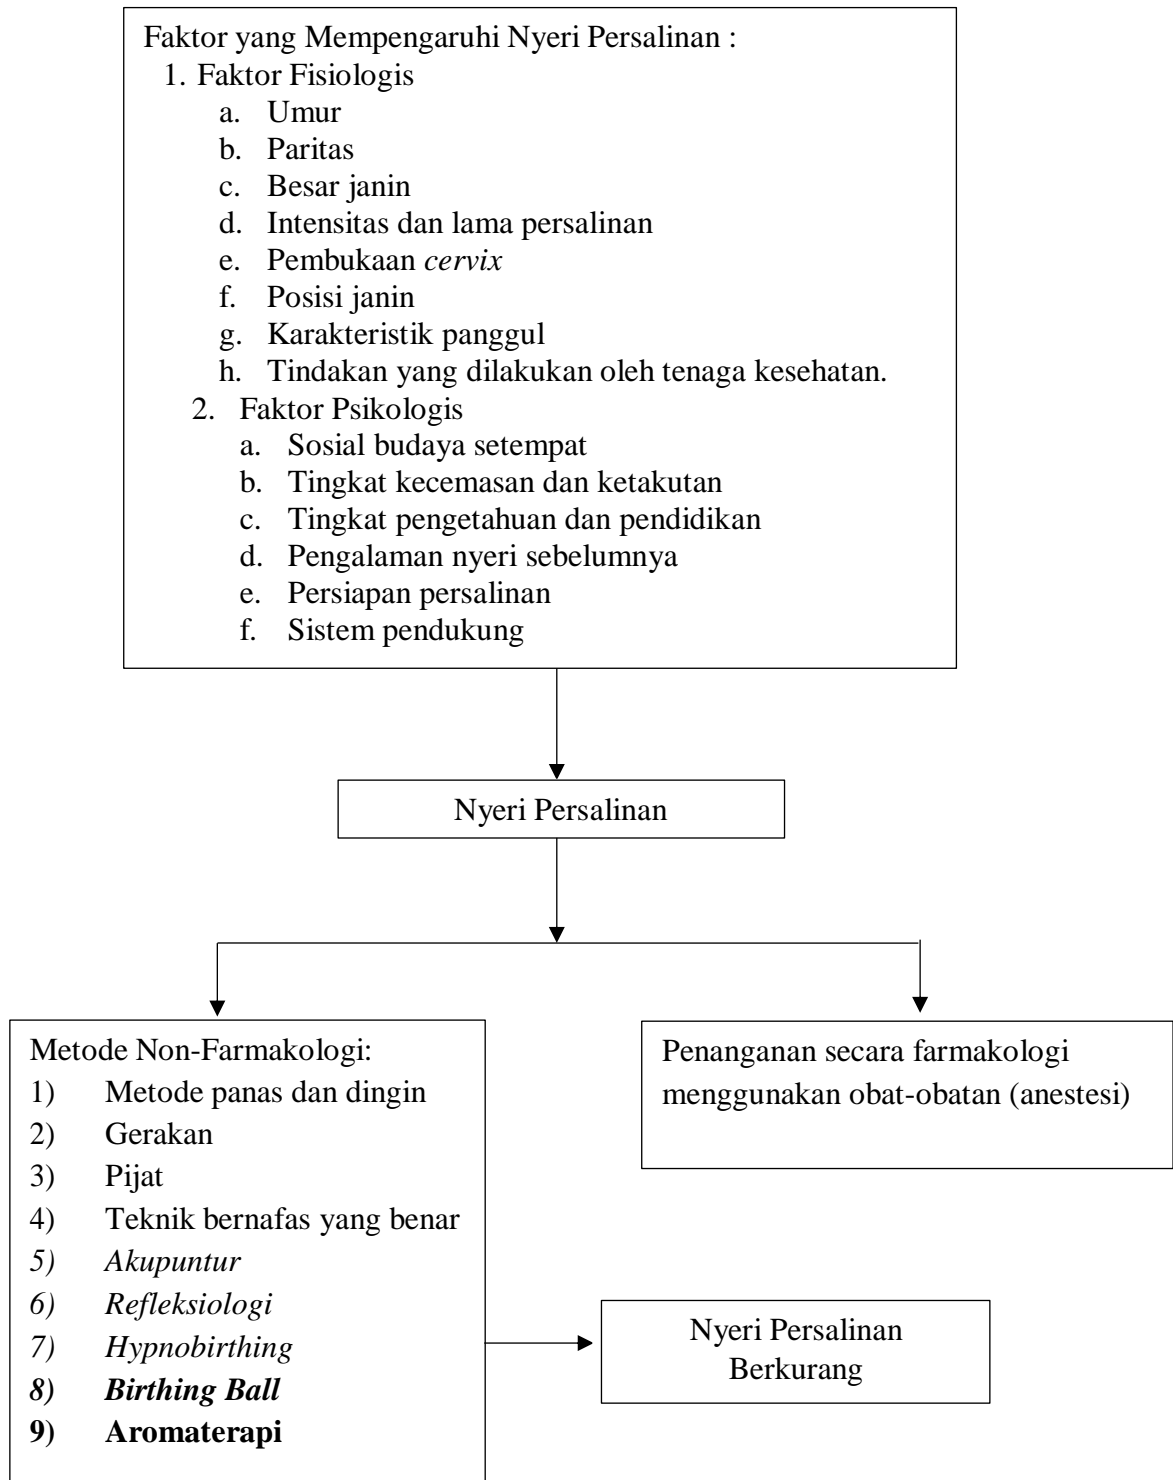 Faktor yang Mempengaruhi Nyeri Persalinan :
1. Faktor Fisiologis
a. Umur
b. Paritas
c. Besar janin
d. Intensitas dan lama persalinan
e. Pembukaan cervix
f. Posisi janin
g. Karakteristik panggul
h. Tindakan yang dilakukan oleh tenaga kesehatan.
2. Faktor Psikologis
a. Sosial budaya setempat
b. Tingkat kecemasan dan ketakutan
c. Tingkat pengetahuan dan pendidikan
d. Pengalaman nyeri sebelumnya
e. Persiapan persalinan
f. Sistem pendukung
Nyeri Persalinan
Metode Non-Farmakologi:
1) Metode panas dan dingin
2) Gerakan
3) Pijat
4) Teknik bernafas yang benar
5) Akupuntur
6) Refleksiologi
7) Hypnobirthing
8) Birthing Ball
9) Aromaterapi
Penanganan secara farmakologi
menggunakan obat-obatan (anestesi)
Nyeri Persalinan
Berkurang